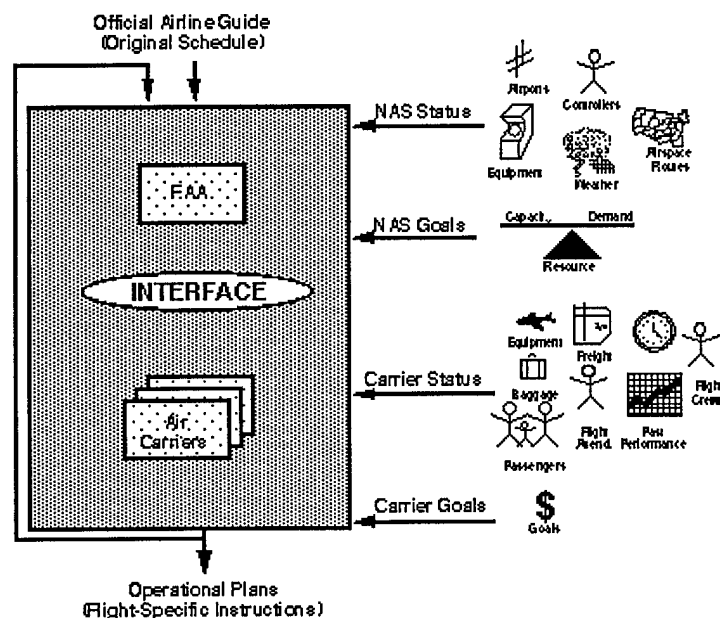 Official Airline Guide
(Original Schedule)
NAS Status
Airports
Controllers
Equipment
Weather
Airspace
Routes
FAA
NAS Goals
Capacity
Demand
Resource
INTERFACE
Equipment
Freight
Flight
Crews
Carrier Status
Baggage
Air
Carriers
Passengers
Flight
Attend.
Past
Performance
Carrier Goals
$
Goals
Operational Plans
(Flight-Specific Instructions)